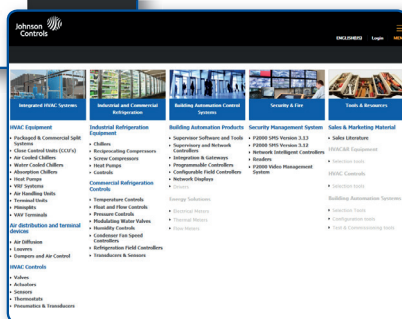 Johnson
Controls
ENGLISH(US) Login
Integrated HVAC Systems
HVAC Equipment
Packaged & Commercial Split
Systems
Close Control Units (CCU's)
Air Cooled Chillers
Water Cooled Chillers
Absorption Chillers
Heat Pumps
VRF Systems
Air Handling Units
Terminal Units
Minisplits
VAV Terminals
Air distribution and terminal
devices
Air Diffusion
Louvers
Dampers and Air Control
HVAC Controls
Valves
Actuators
Sensors
Thermostats
Pneumatics & Transducers
Industrial and Commercial
Refrigeration
Industrial Refrigeration
Equipment
Chillers
Reciprocating Compressors
Screw Compressors
Heat Pumps
Controls
Commercial Refrigeration
Controls
Temperature Controls
Float and Flow Controls
Pressure Controls
Modulating Water Valves
Humidity Controls
Condenser Fan Speed
Controllers
Refrigeration Field Controllers
Transducers & Sensors
Building Automation Control
Systems
Building Automation Products
Supervisor Software and Tools
Supervisory and Network
Controllers
Integration & Gateways
Programmable Controllers
Configurable Field Controllers
Network Displays
Drivers
Energy Solutions
Electrical Meters
Thermal Meters
Flow Meters
Security & Fire
Security Management System
P2000 SMS Version 3.13
P2000 SMS Version 3.12
Network Intelligent Controllers
Readers
P2000 Video Management
System
Tools & Resources
Sales & Marketing Material
Sales Literature
HVAC&R Equipment
Selection tools
HVAC Controls
Selection tools
Building Automation Systems
Selection Tools
Configuration tools
Test & Commissioning tools